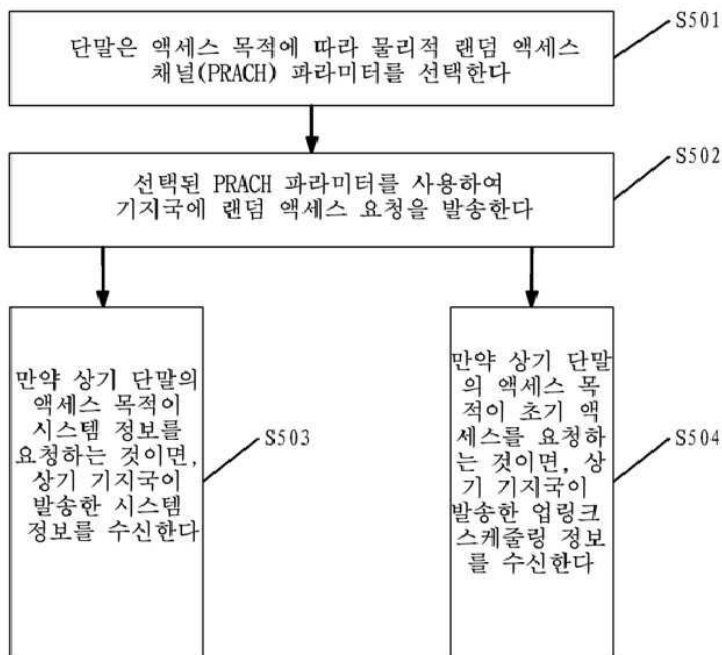 단말은 액세스 목적에 따라 물리적 랜덤 액세스
채널(PRACH) 파라미터를 선택한다
S501
선택된 PRACH 파라미터를 사용하여
기지국에 랜덤 액세스 요청을 발송한다
S502
만약 상기 단말의
액세스 목적이
시스템 정보를
요청하는 것이면,
상기 기지국이
발송한 시스템
정보를 수신한다
S503
만약 상기 단말
의 액세스 목
적이 초기 액
세스를 요청하
는 것이면, 상
기 기지국이
발송한 업링크
스케줄링 정보
를 수신한다
S504